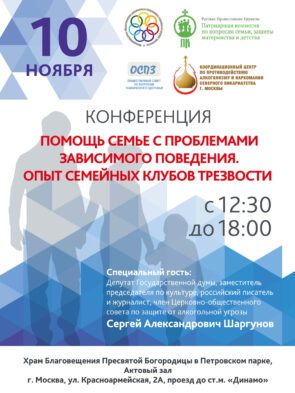 10
НОЯБРЯ
Русская Православная Церковь
Патриаршая комиссия
по вопросам семьи, защиты
материнства и детства
ОСПЗ
КООРДИНАЦИОННЫЙ ЦЕНТР
ПО ПРОТИВОДЕЙСТВИЮ
АЛКОГОЛИЗМУ И НАРКОМАНИИ
СЕВЕРНОГО ВИКАРИАТСТВА
Г. МОСКВЫ
КОНФЕРЕНЦИЯ
ПОМОЩЬ СЕМЬЕ С ПРОБЛЕМАМИ
ЗАВИСИМОГО ПОВЕДЕНИЯ.
ОПЫТ СЕМЕЙНЫХ КЛУБОВ ТРЕЗВОСТИ
с 12:30
до 18:00
Специальный гость:
Депутат Государственной думы, заместитель
председателя по культуре, российский писатель
и журналист, член Церковно-общественного
совета по защите от алкогольной угрозы
Сергей Александрович Шаргунов
Храм Благовещения Пресвятой Богородицы в Петровском парке,
Актовый зал
г. Москва, ул. Красноармейская, 2А, проезд до ст.м. «Динамо»